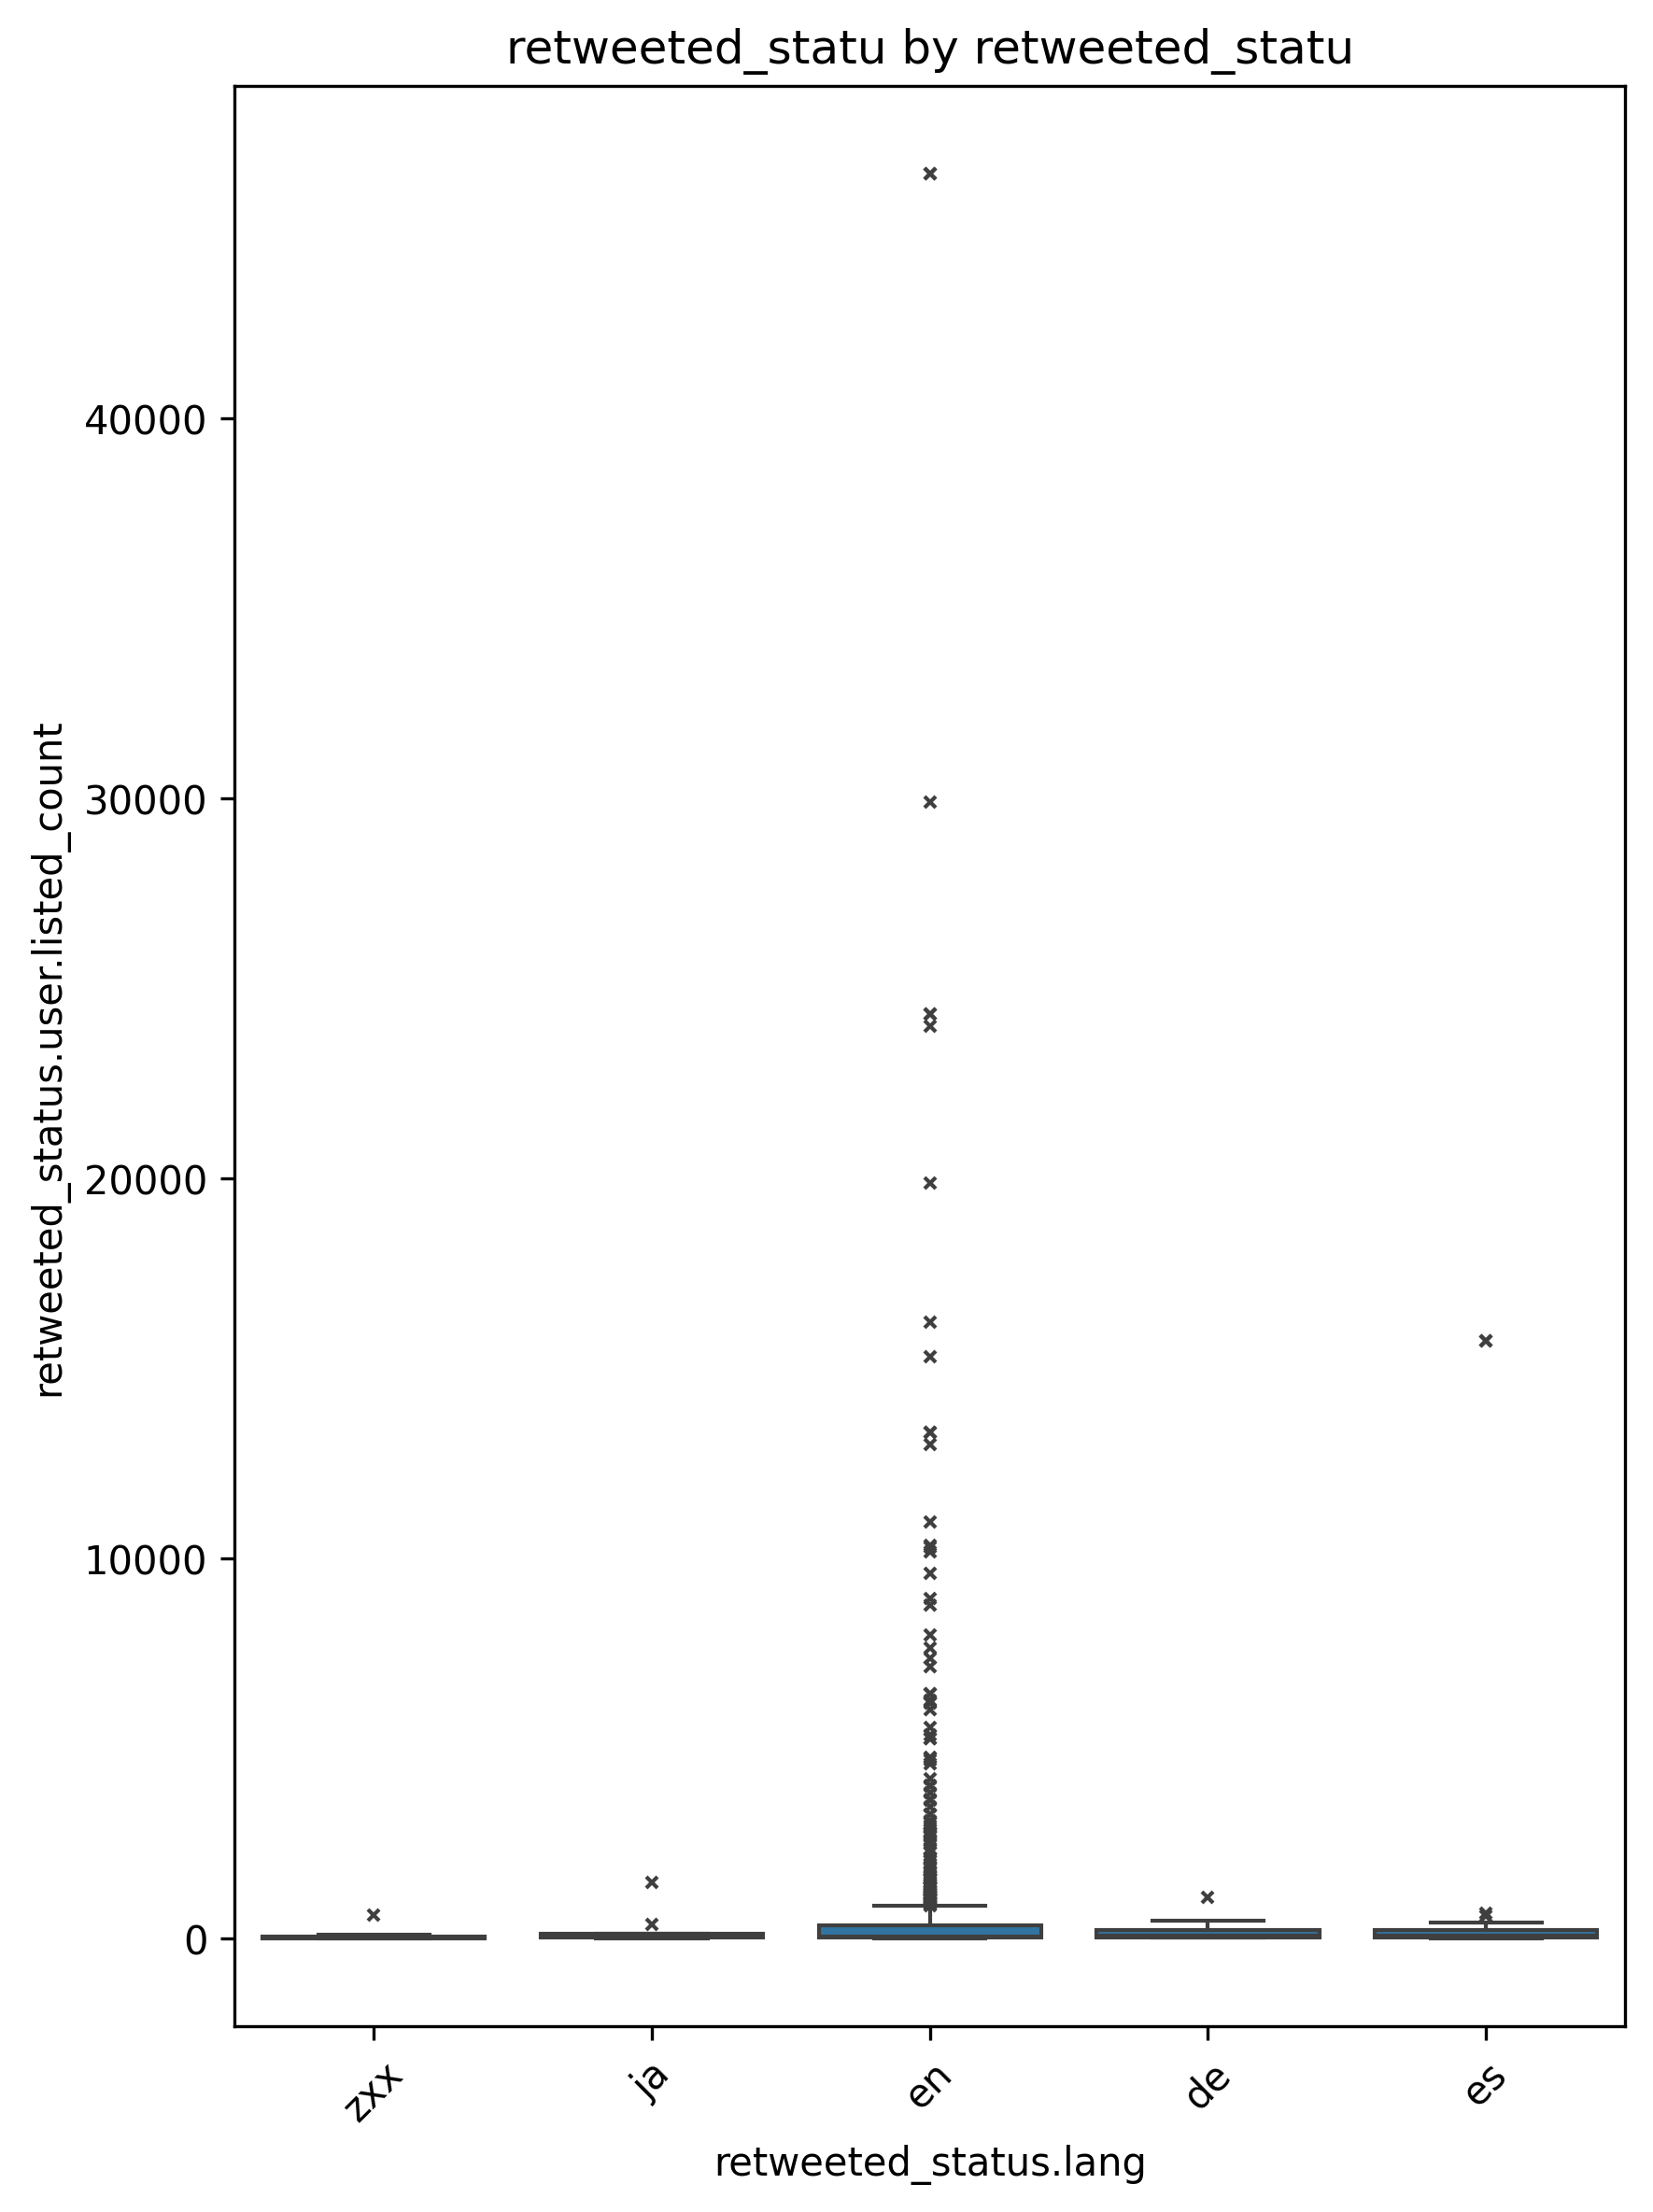 retweeted_statu by retweeted_statu
retweeted_status.user.listed_count
40000
30000
20000
10000
0
zxx
ja
en
de
es
retweeted_status.lang